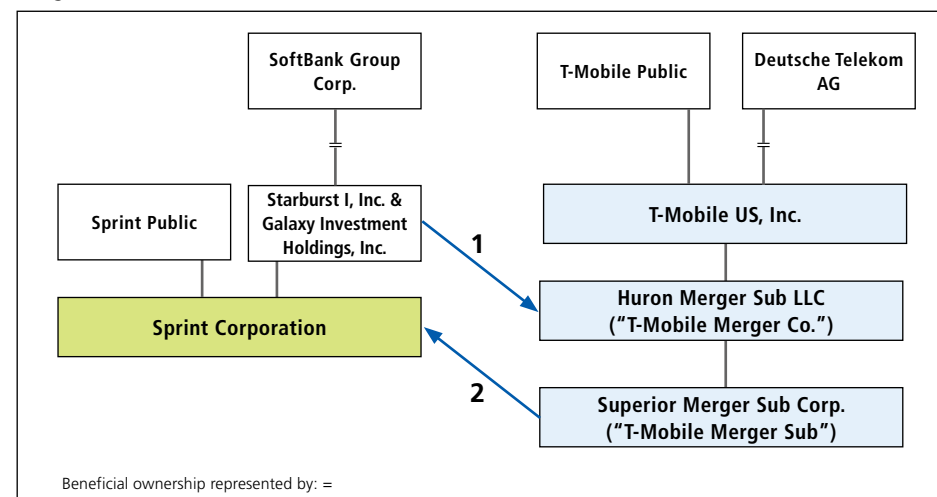 SoftBank Group
Corp.
T-Mobile Public
Deutsche Telekom
AG
Sprint Public
Starburst I, Inc. &
Galaxy Investment
Holdings, Inc.
1
T-Mobile US, Inc.
Sprint Corporation
Huron Merger Sub LLC
("T-Mobile Merger Co.")
2
Superior Merger Sub Corp.
("T-Mobile Merger Sub")
Beneficial ownership represented by: =